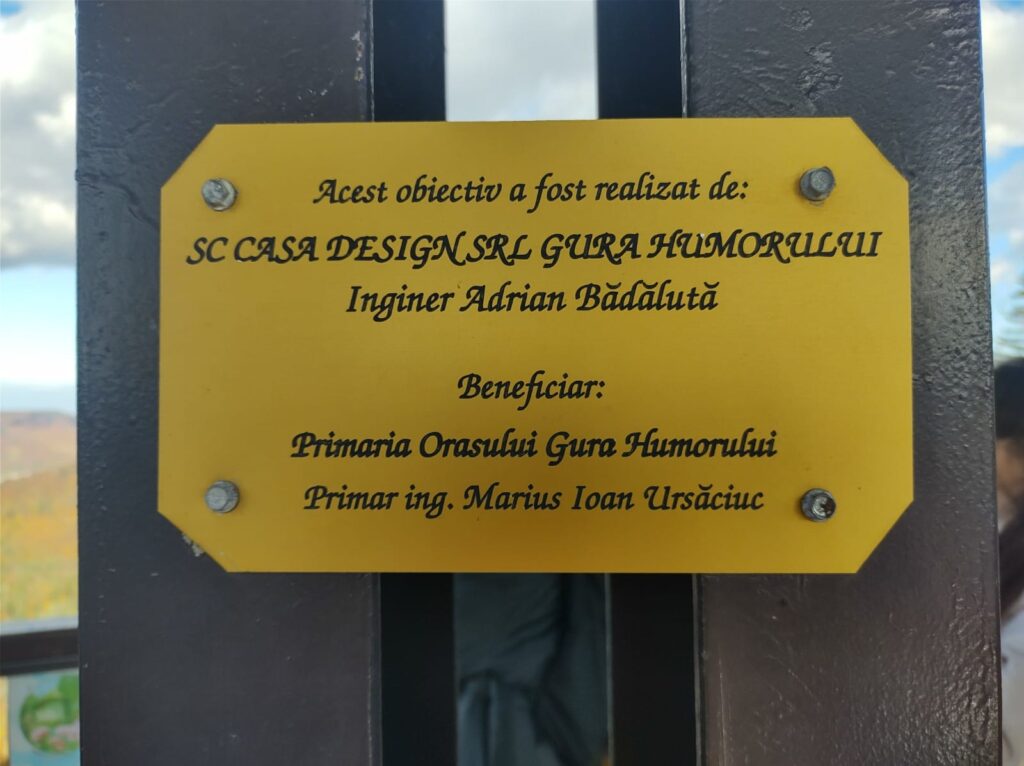 Acest obiectiv a fost realizat de:
SC CASA DESIGN SRL GURA HUMORULUI
Inginer Adrian Bădălută
Beneficiar:
Primaria Orasului Gura Humorului
Primar ing. Marius Ioan Ursăciuc